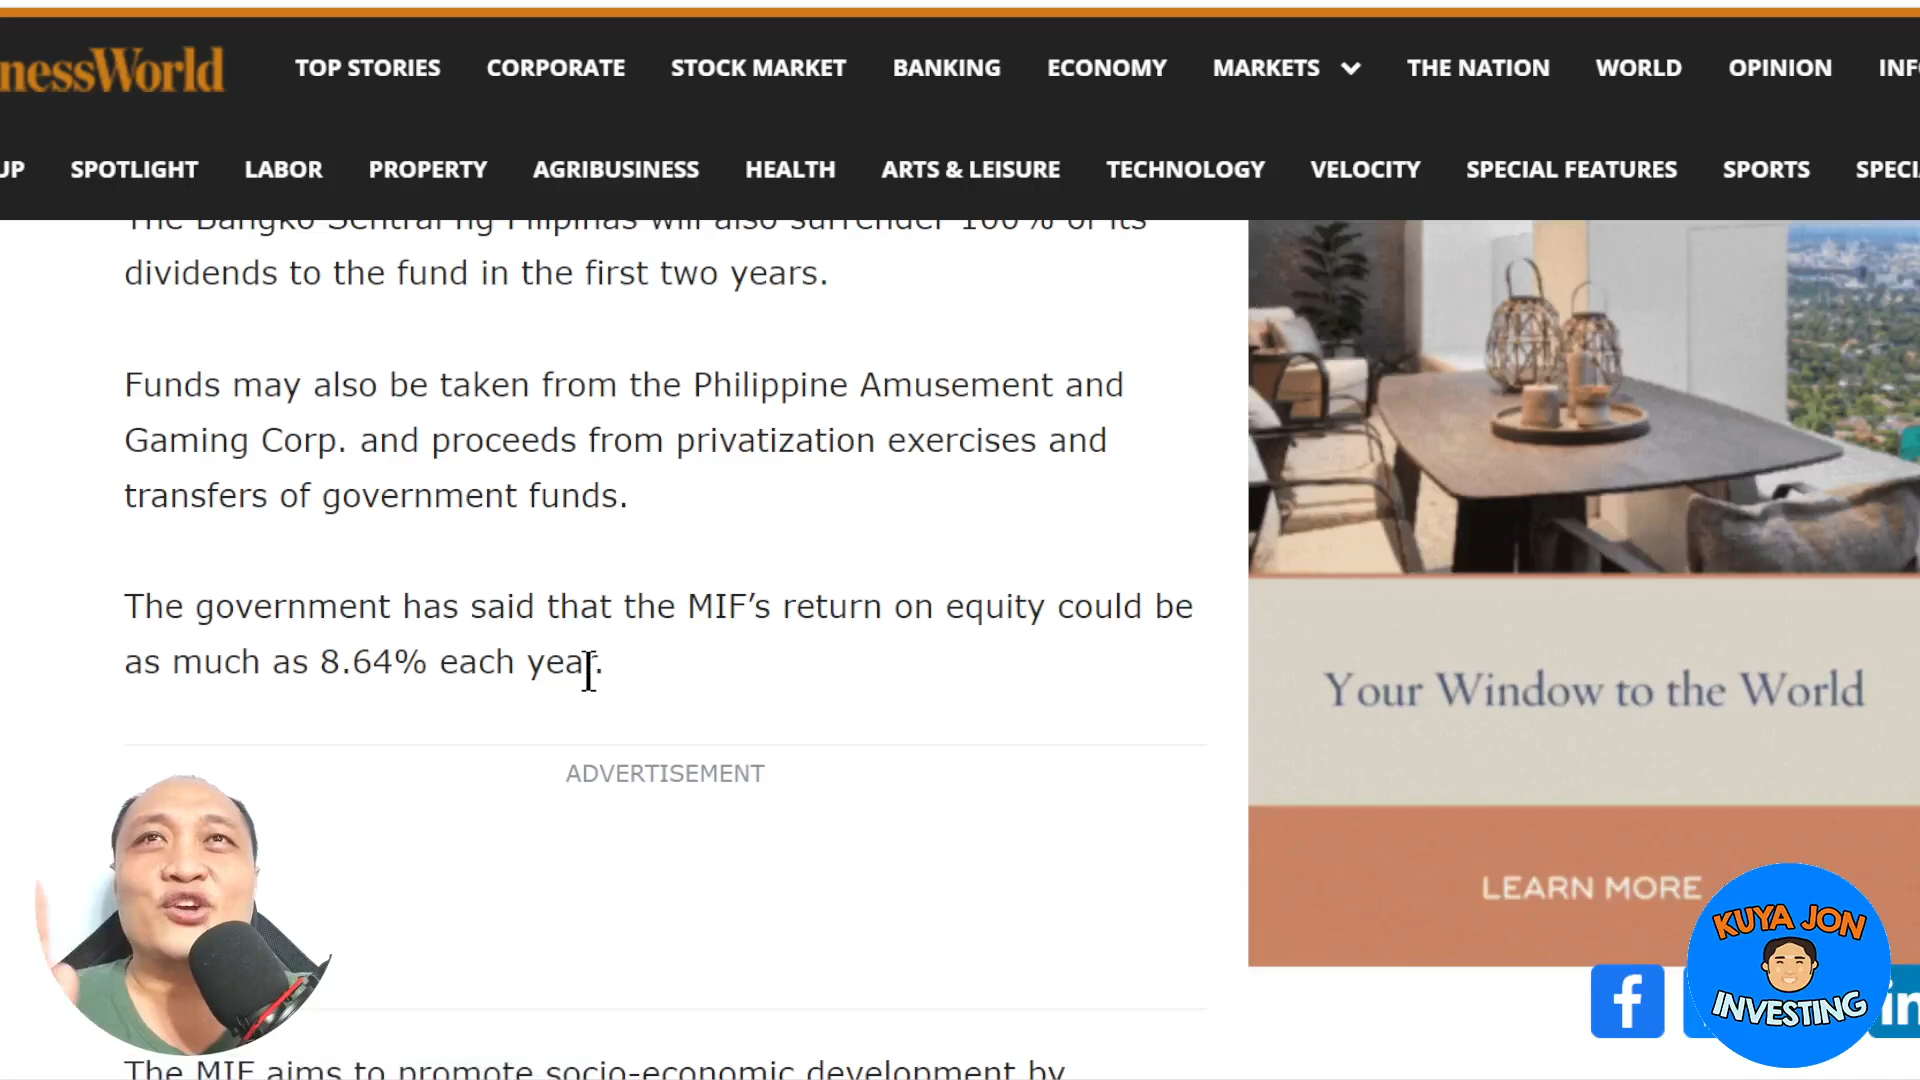 nessWorld
TOP STORIES CORPORATE STOCK MARKET BANKING ECONOMY MARKETS THE NATION WORLD OPINION INF
UP SPOTLIGHT LABOR PROPERTY AGRIBUSINESS HEALTH ARTS & LEISURE TECHNOLOGY VELOCITY SPECIAL FEATURES SPORTS SPECI
The Bangko Sentral ng Pilipinas will also surrender 100% of its
dividends to the fund in the first two years.
Funds may also be taken from the Philippine Amusement and
Gaming Corp. and proceeds from privatization exercises and
transfers of government funds.
The government has said that the MIF’s return on equity could be
as much as 8.64% each year.
ADVERTISEMENT
The MIF aims to promote socio-economic development by
Your Window to the World
LEARN MORE
KUYA JON
INVESTING
f
in